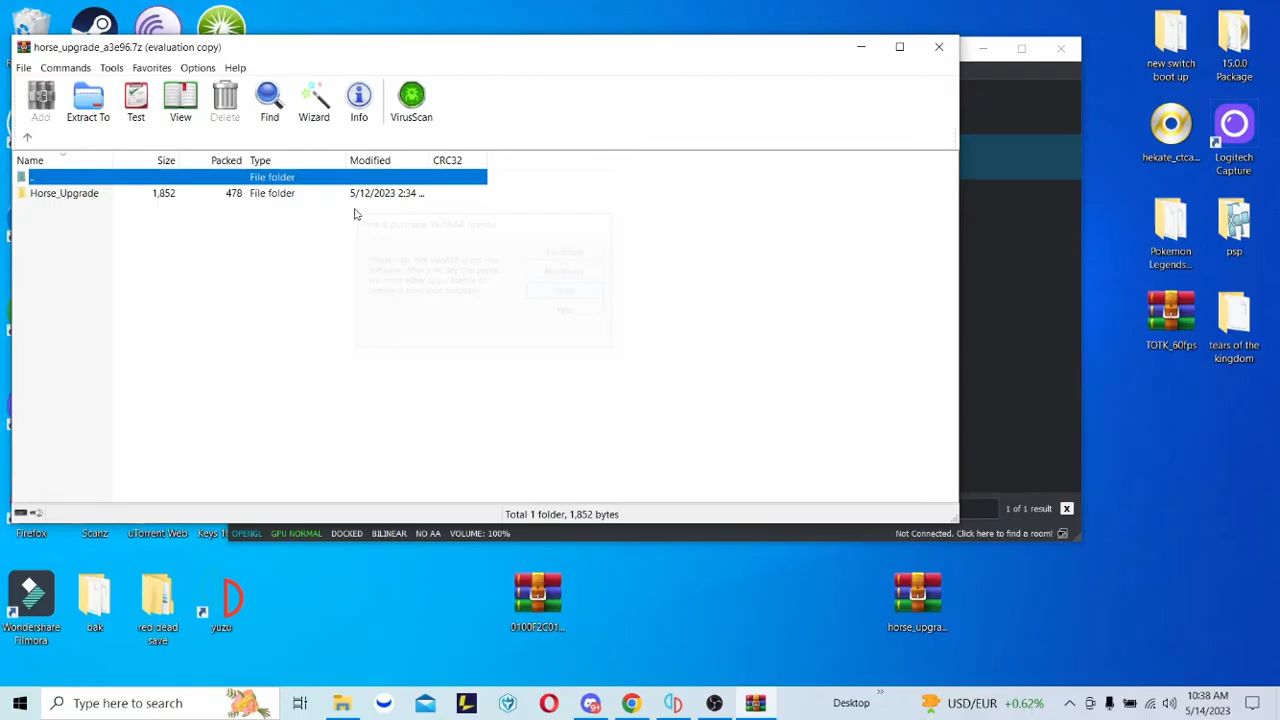 horse_upgrade_a3e96.7z (evaluation copy)
File Commands Tools Favorites Options Help
Add Extract To Test View Delete Find Wizard Info VirusScan
Name Size Packed Type Modified CRC32
.. File folder
Horse_Upgrade 1,852 478 File folder 5/12/2023 2:34 ...
Total 1 folder, 1,852 bytes
1 of 1 result
OPENGL GPU NORMAL DOCKED BILINEAR NO AA VOLUME: 100%
Not Connected. Click here to find a room!
new switch boot up
15.0.0 Package
hekate_ctca...
Logitech Capture
Pokemon Legends...
psp
TOTK_60fps
tears of the kingdom
Firefox
Scanz
uTorrent Web
Keys 1
Wondershare Filmora
bak
red dead save
yuzu
0100F2C01...
horse_upgra...
Type here to search
Desktop
USD/EUR +0.62%
10:38 AM
5/14/2023